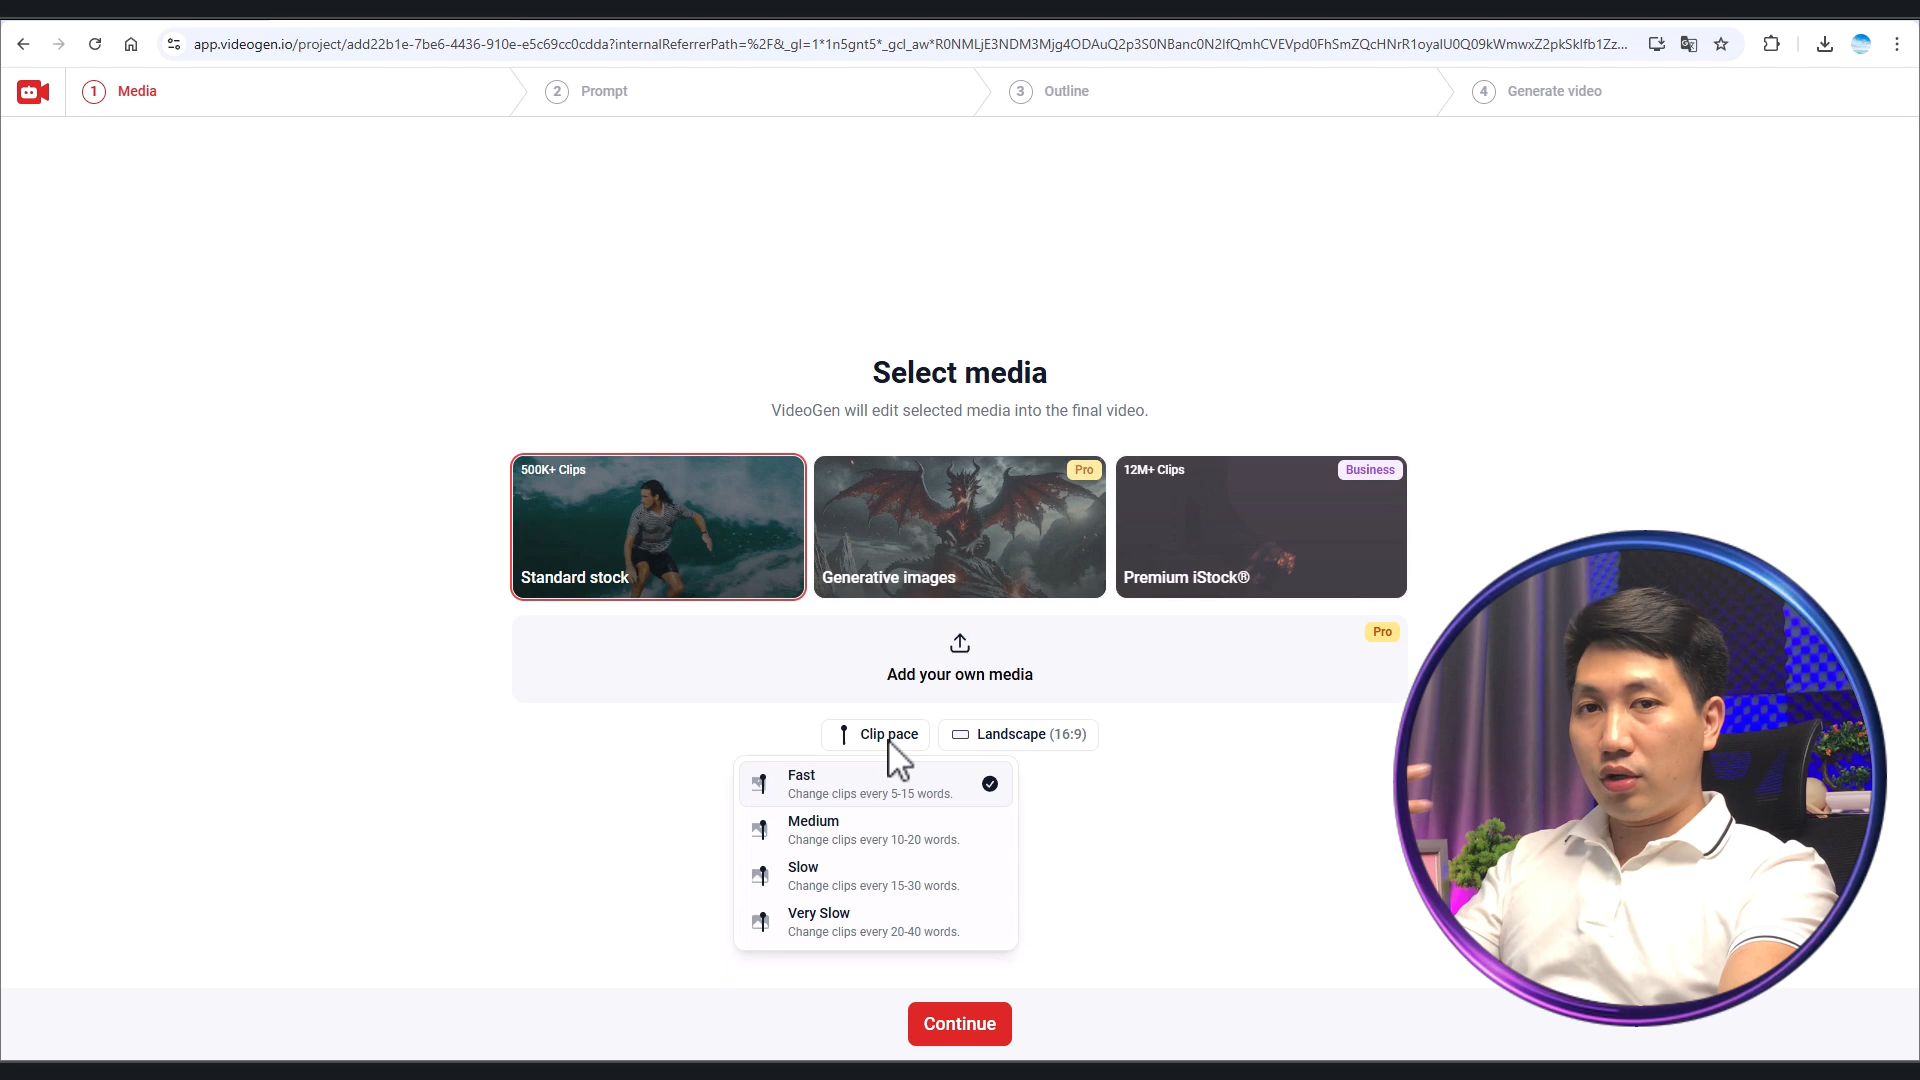 app.videogen.io/project/add22b1e-7be6-4436-910e-e5c69cc0cdda?internalReferrerPath=%2F&_gl=1*1n5gnt5*_gcl_aw*R0NMLjE3NDM3Mjg4ODAuQ2p3S0NBanc0N2lfQmhCVEVpd0FhSmZQcHNrR1oyalU0Q09kWmwxZ2pkSklfb1Zz...
1 Media
2 Prompt
3 Outline
4 Generate video
Select media
VideoGen will edit selected media into the final video.
500K+ Clips
Standard stock
Pro
Generative images
12M+ Clips
Business
Premium iStock®
Pro
Add your own media
Clip pace
Landscape (16:9)
Fast
Change clips every 5-15 words.
Medium
Change clips every 10-20 words.
Slow
Change clips every 15-30 words.
Very Slow
Change clips every 20-40 words.
Continue